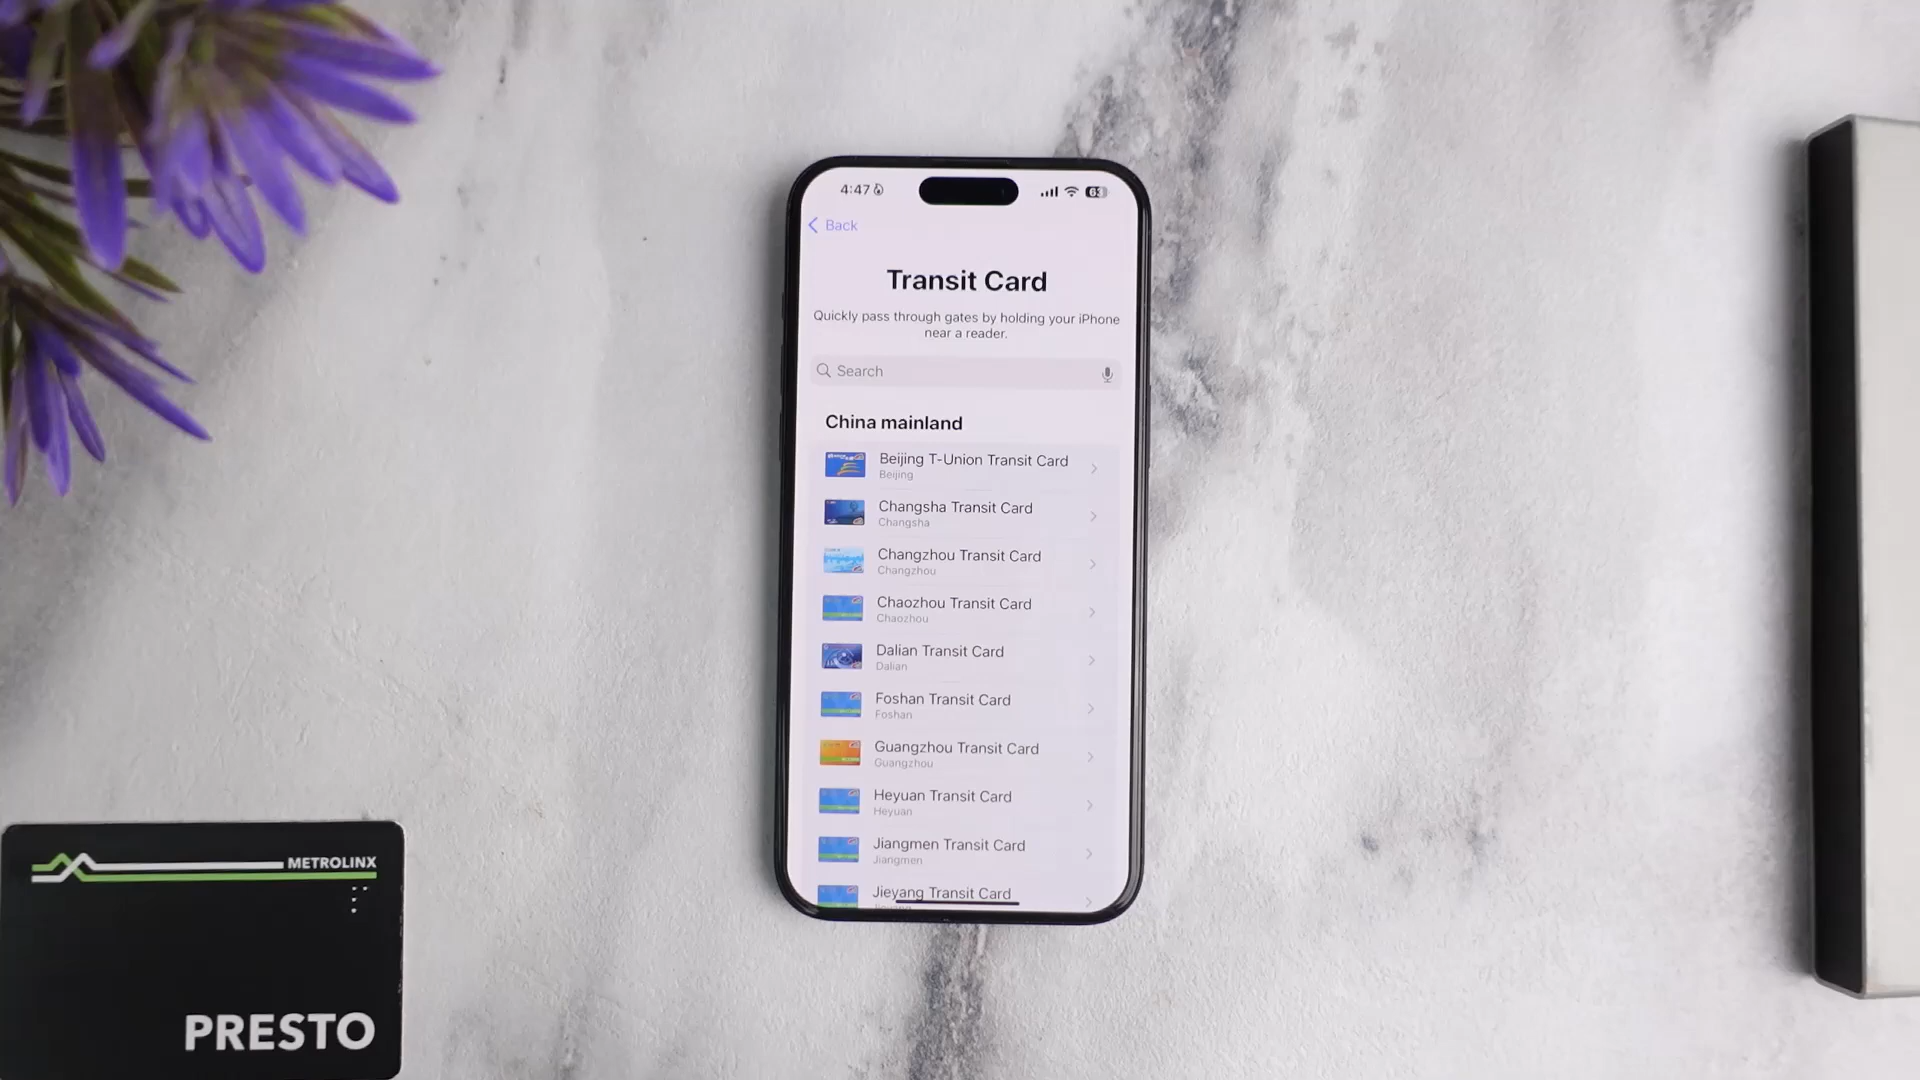 4:47
63
Back
Transit Card
Quickly pass through gates by holding your iPhone
near a reader.
Search
China mainland
Beijing T-Union Transit Card
Beijing
Changsha Transit Card
Changsha
Changzhou Transit Card
Changzhou
Chaozhou Transit Card
Chaozhou
Dalian Transit Card
Dalian
Foshan Transit Card
Foshan
Guangzhou Transit Card
Guangzhou
Heyuan Transit Card
Heyuan
Jiangmen Transit Card
Jiangmen
Jieyang Transit Card
METROLINX
PRESTO